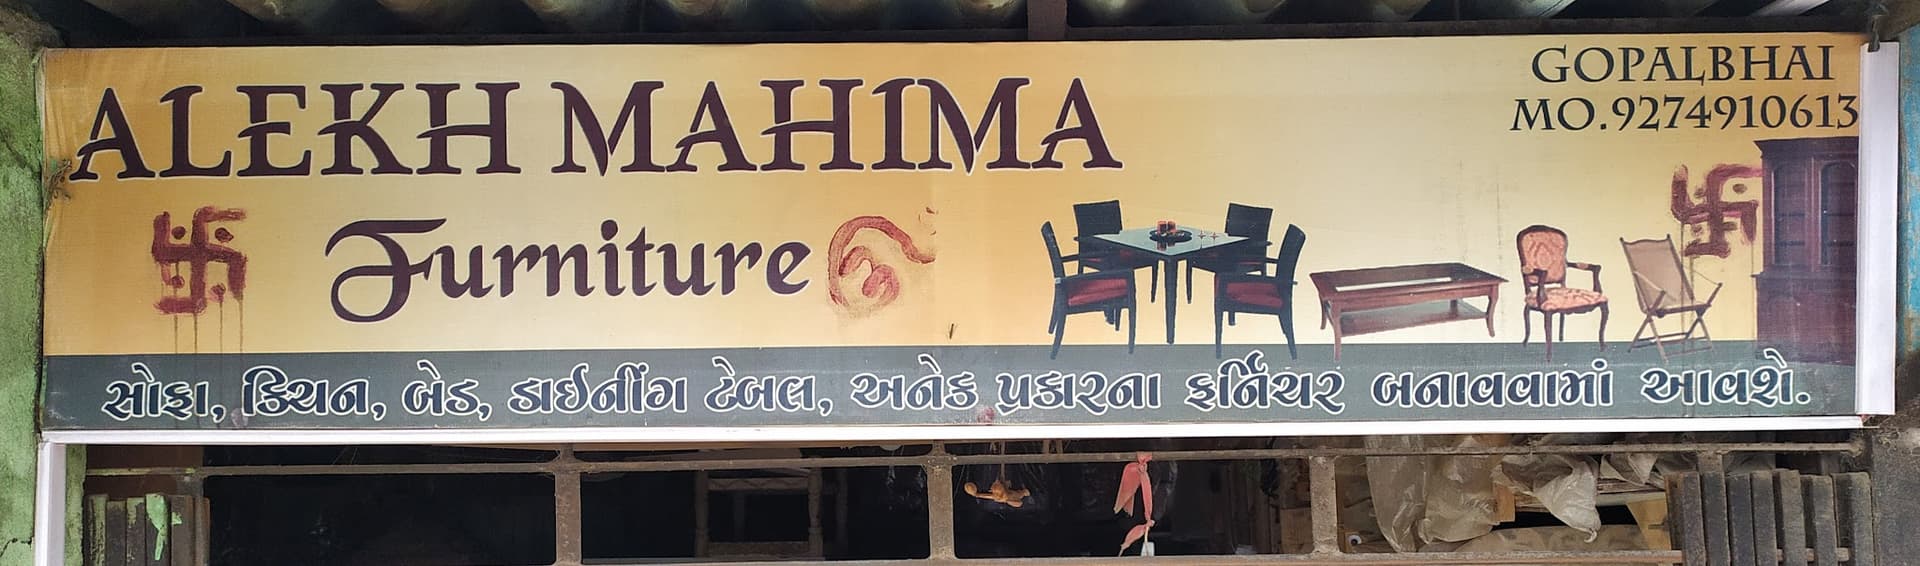 ALEKH MAHIMA
Furniture
GOPALBHAI
MO.9274910613
સોફા, કિચન, બેડ, ડાઈનીંગ ટેબલ, અનેક પ્રકારના ફર્નિચર બનાવવામાં આવશે.